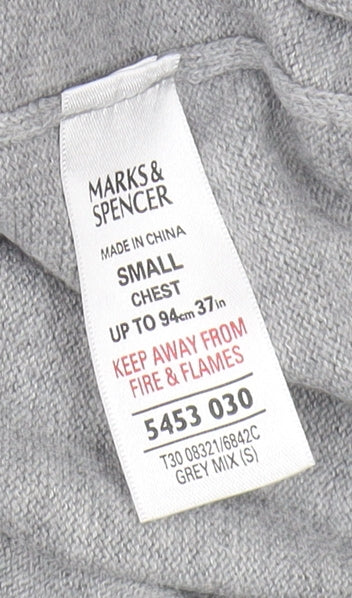 MARKS &
SPENCER
MADE IN CHINA
SMALL
CHEST
UP TO 94cm 37in
KEEP AWAY FROM
FIRE & FLAMES
5453 030
T30 08321/6842C
GREY MIX (S)